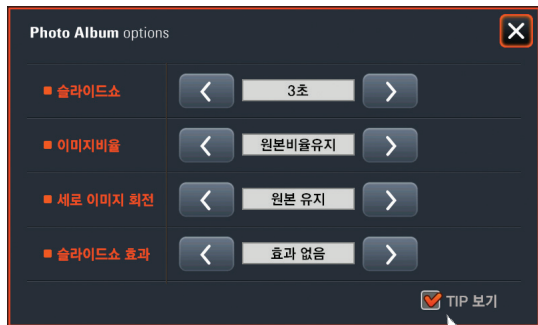 Photo Album options
슬라이드쇼 3초
이미지비율 원본비율유지
세로 이미지 회전 원본 유지
슬라이드쇼 효과 효과 없음
TIP 보기